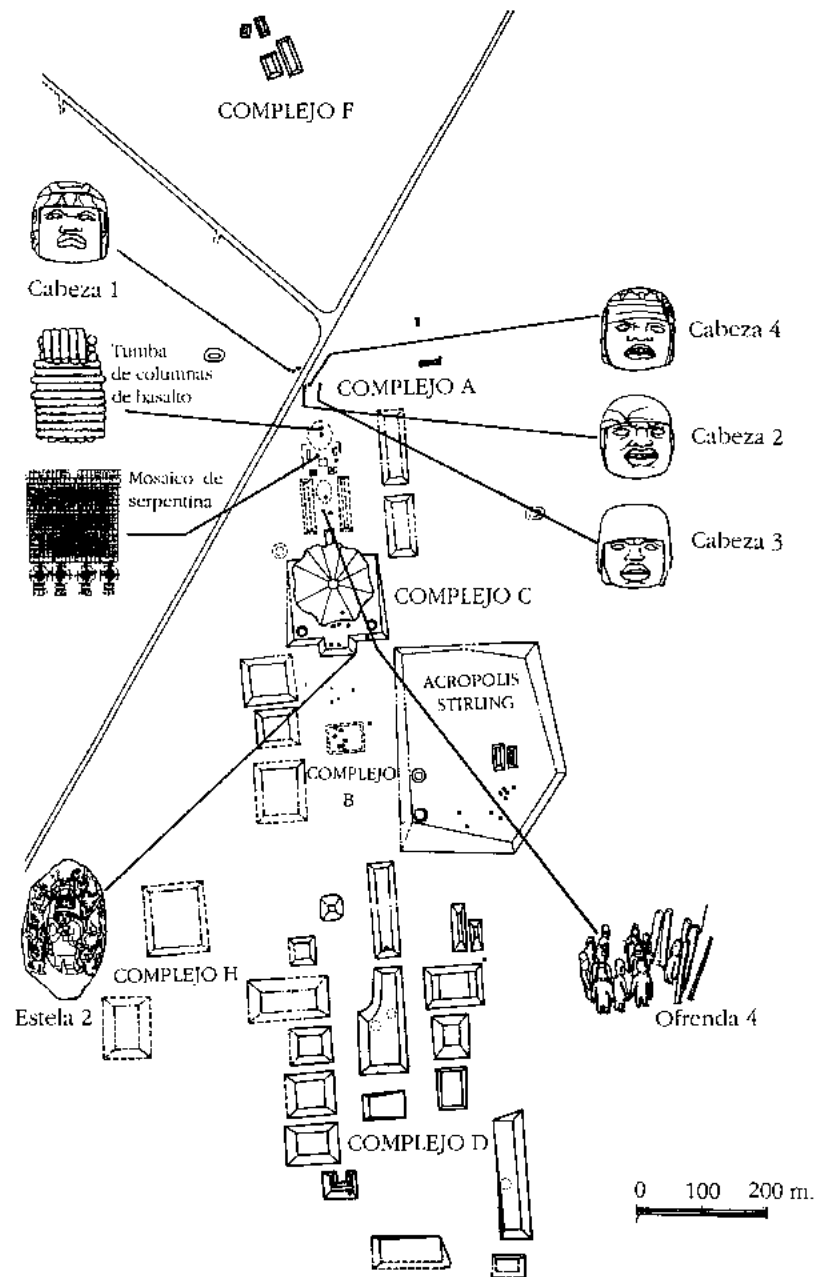 COMPLEJO F
Cabeza 1
Tumba
de columnas
de basalto
COMPLEJO A
Cabeza 4
Cabeza 2
Mosaico de
serpentina
Cabeza 3
COMPLEJO C
ACROPOLIS
STIRLING
COMPLEJO
B
COMPLEJO H
Estela 2
Ofrenda 4
COMPLEJO D
0 100 200 m.